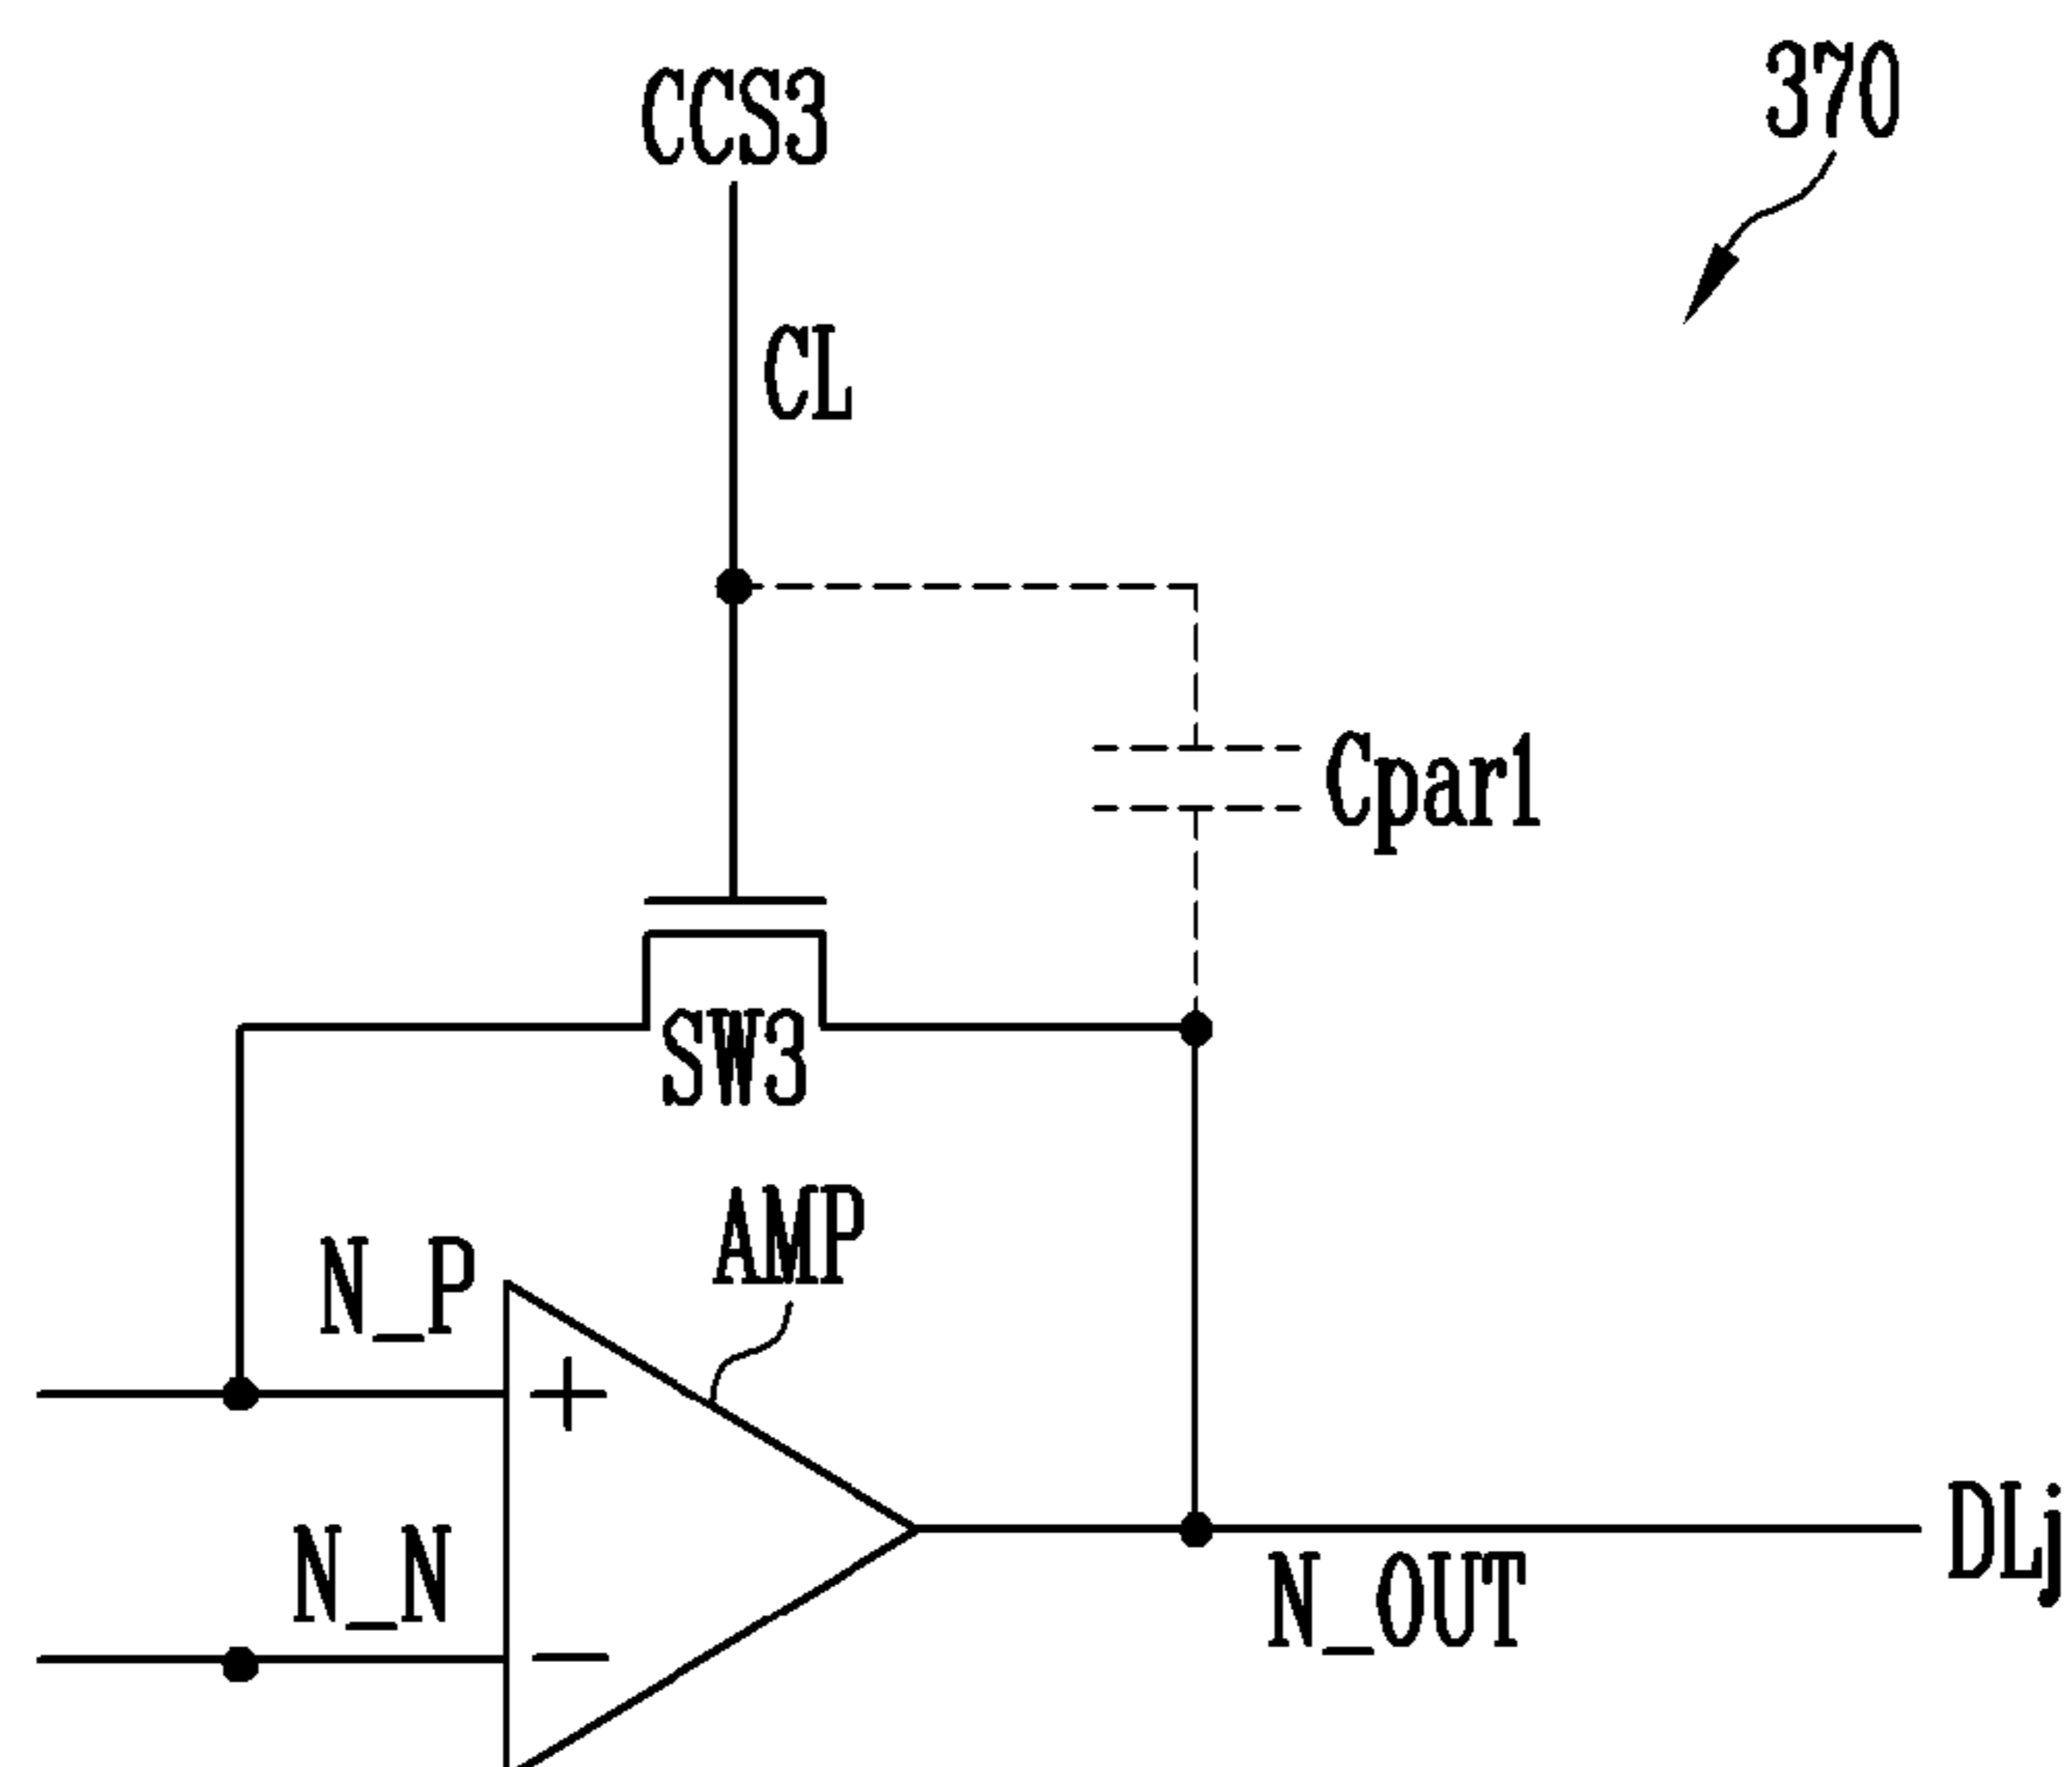 370
CCS3
CL
Cpar1
SW3
AMP
N_P
+
DLj
N_N
N_OUT
−